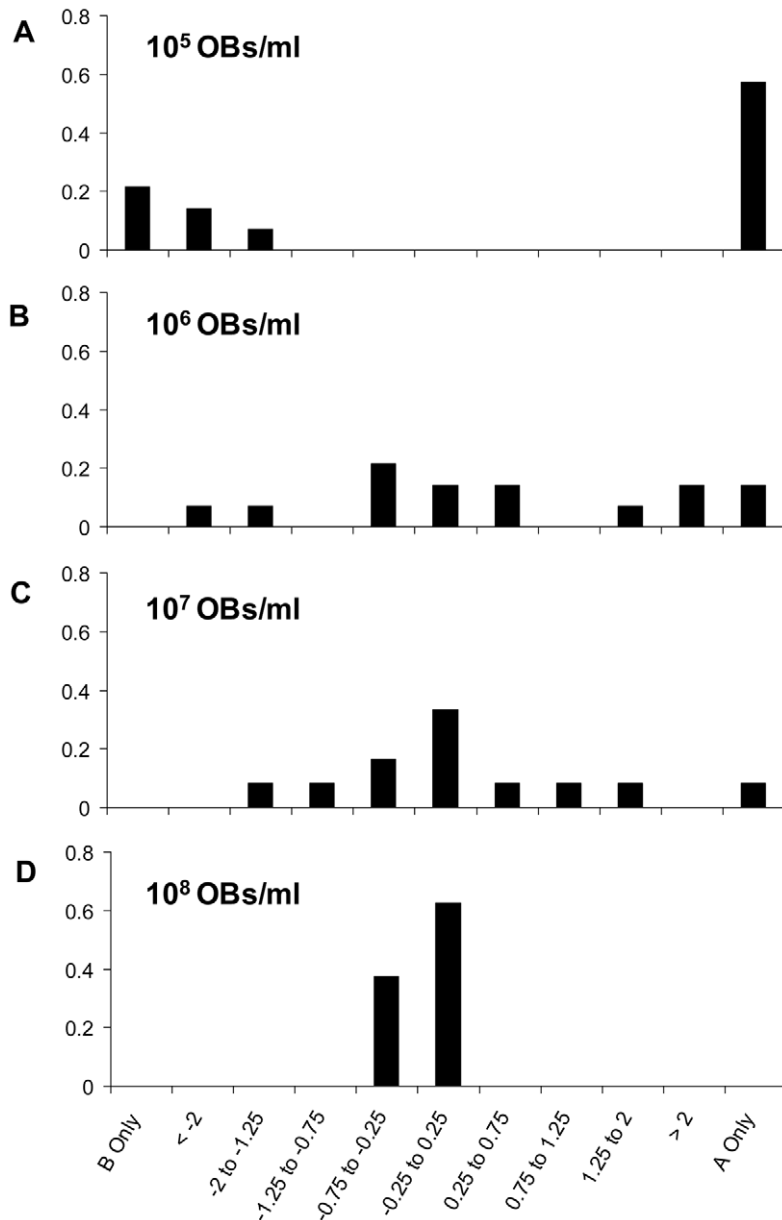 A
10⁵ OBs/ml
0.8
0.6
0.4
0.2
0
B
10⁶ OBs/ml
0.8
0.6
0.4
0.2
0
C
10⁷ OBs/ml
0.8
0.6
0.4
0.2
0
D
10⁸ OBs/ml
0.8
0.6
0.4
0.2
0
B Only
< -2
-2 to -1.25
-1.25 to -0.75
-0.75 to -0.25
-0.25 to 0.25
0.25 to 0.75
0.75 to 1.25
1.25 to 2
> 2
A Only